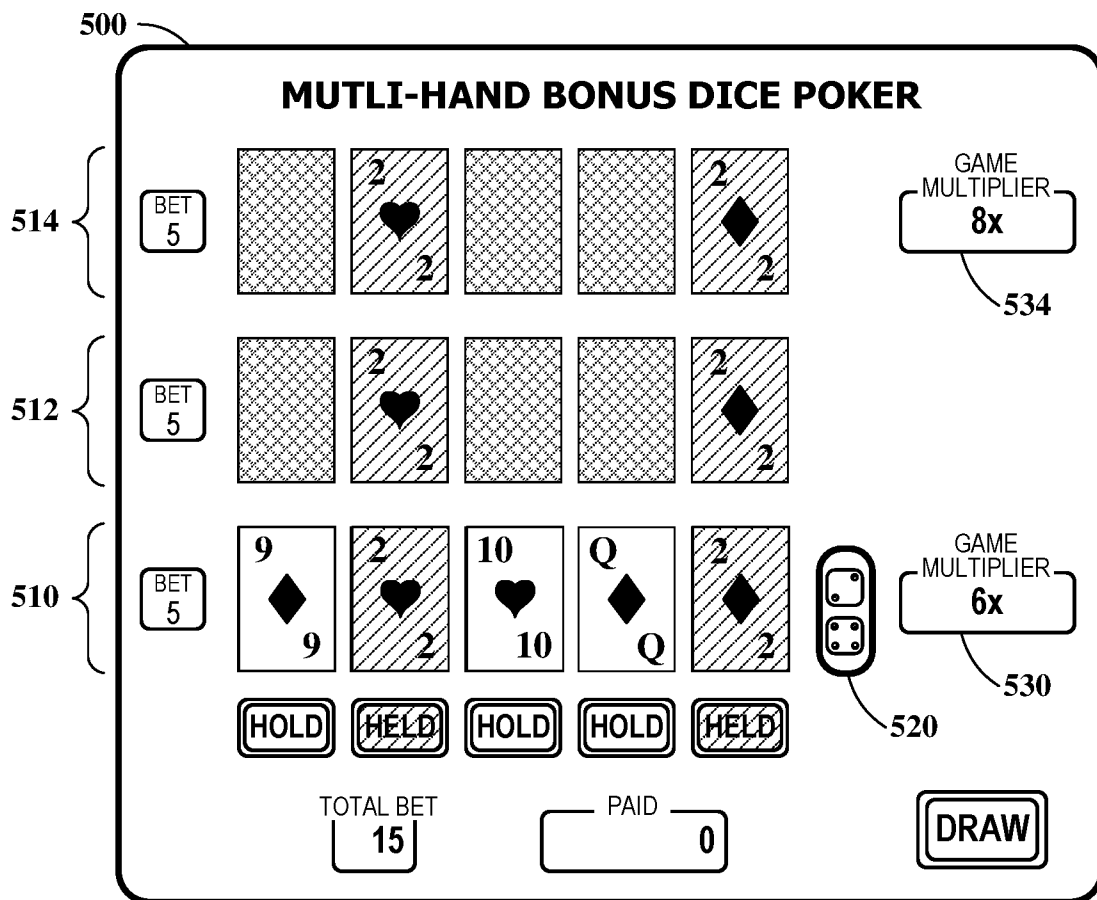 500
MUTLI-HAND BONUS DICE POKER
514
BET
5
2
2
2
2
GAME
MULTIPLIER
8x
534
512
BET
5
2
2
2
2
510
BET
5
9
9
2
2
10
10
Q
Q
2
2
GAME
MULTIPLIER
6x
530
520
HOLD
HELD
HOLD
HOLD
HELD
TOTAL BET
15
PAID
0
DRAW